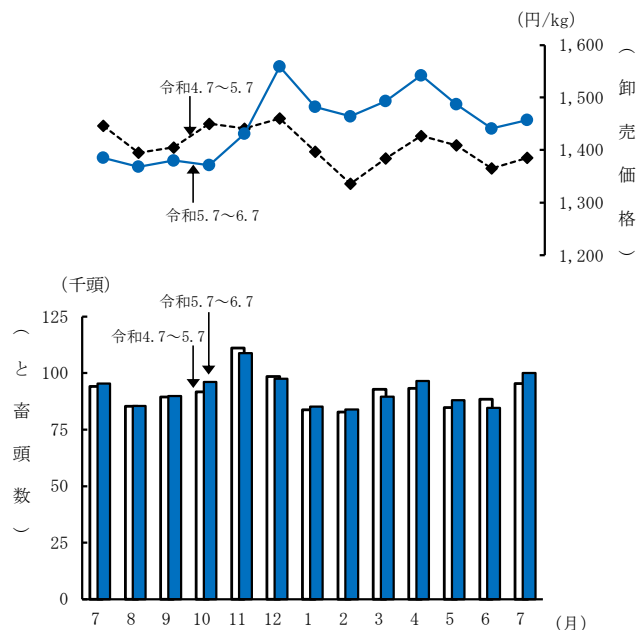 (円/kg)
1,600
1,500
1,400
1,300
1,200
(卸売価格)
令和4.7～5.7
令和5.7～6.7
(千頭)
125
100
75
50
25
0
(と畜頭数)
令和5.7～6.7
令和4.7～5.7
7 8 9 10 11 12 1 2 3 4 5 6 7 (月)